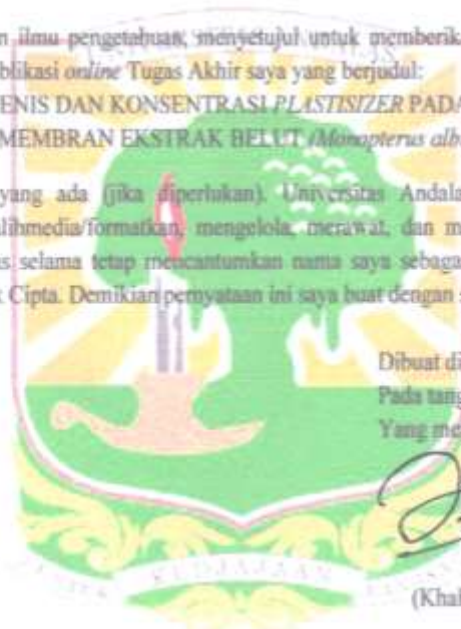 n ilmu pengetahuan, menyetujui untuk memberik
blikasi online Tugas Akhir saya yang berjudul:
ENIS DAN KONSENTRASI PLASTISIZER PADA
MEMBRAN EKSTRAK BELUT (Monopterus alb
yang ada (jika diperlukan). Universitas Andala
alihmedia/formatkan, mengelola, merawat, dan m
is selama tetap mencantumkan nama saya sebaga
k Cipta. Demikian pernyataan ini saya buat dengan s
Dibuat di
Pada tang
Yang me
KEDJAJAAN
(Khal